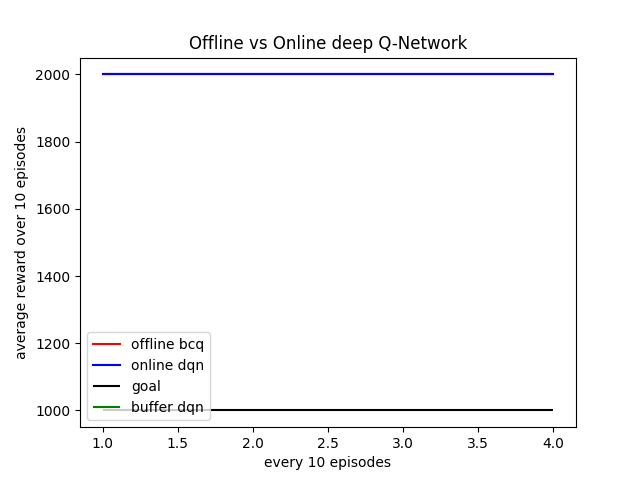 Offline vs Online deep Q-Network
average reward over 10 episodes
2000
1800
1600
1400
1200
1000
offline bcq
online dqn
goal
buffer dqn
1.0 1.5 2.0 2.5 3.0 3.5 4.0
every 10 episodes